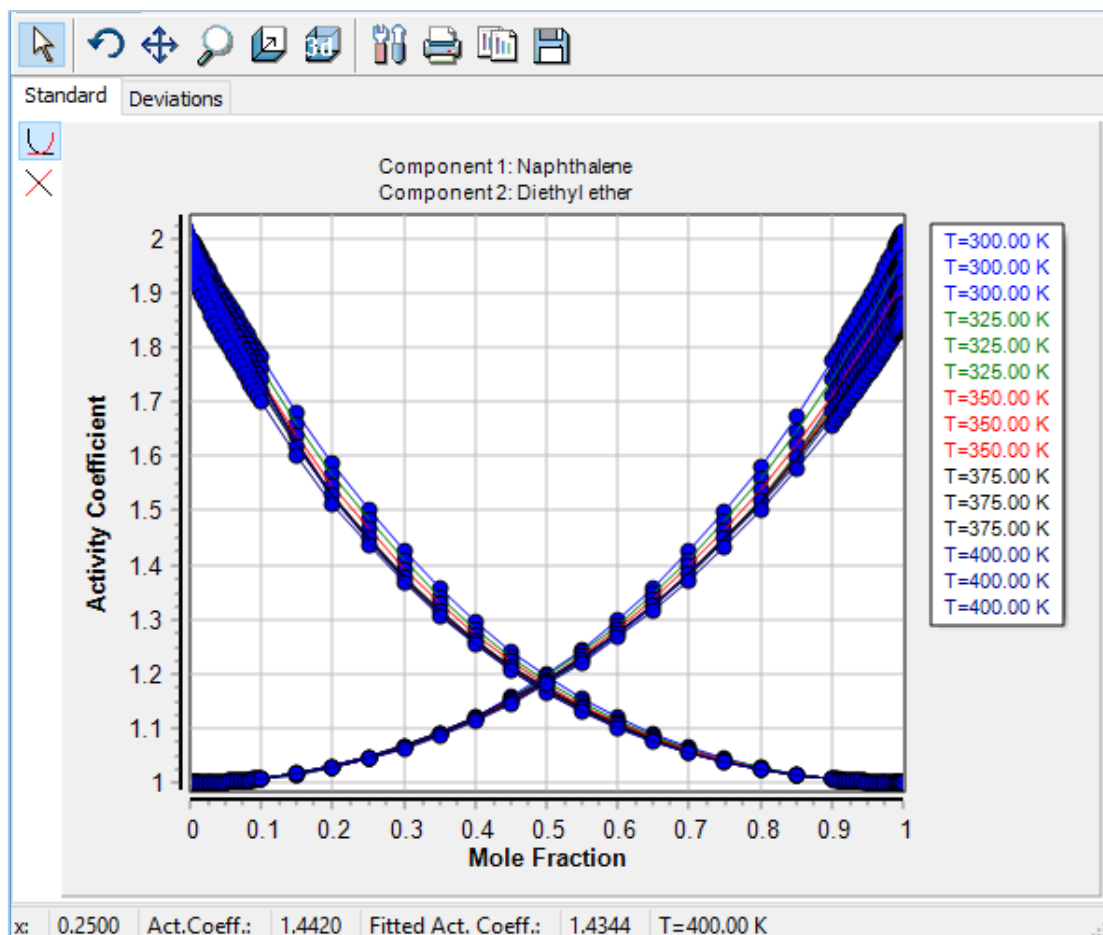 3d
Standard Deviations
Component 1: Naphthalene
Component 2: Diethyl ether
Activity Coefficient
2
1.9
1.8
1.7
1.6
1.5
1.4
1.3
1.2
1.1
1
0 0.1 0.2 0.3 0.4 0.5 0.6 0.7 0.8 0.9 1
Mole Fraction
T=300.00 K
T=300.00 K
T=300.00 K
T=325.00 K
T=325.00 K
T=325.00 K
T=350.00 K
T=350.00 K
T=350.00 K
T=375.00 K
T=375.00 K
T=375.00 K
T=400.00 K
T=400.00 K
T=400.00 K
x: 0.2500 Act.Coeff.: 1.4420 Fitted Act. Coeff.: 1.4344 T=400.00 K